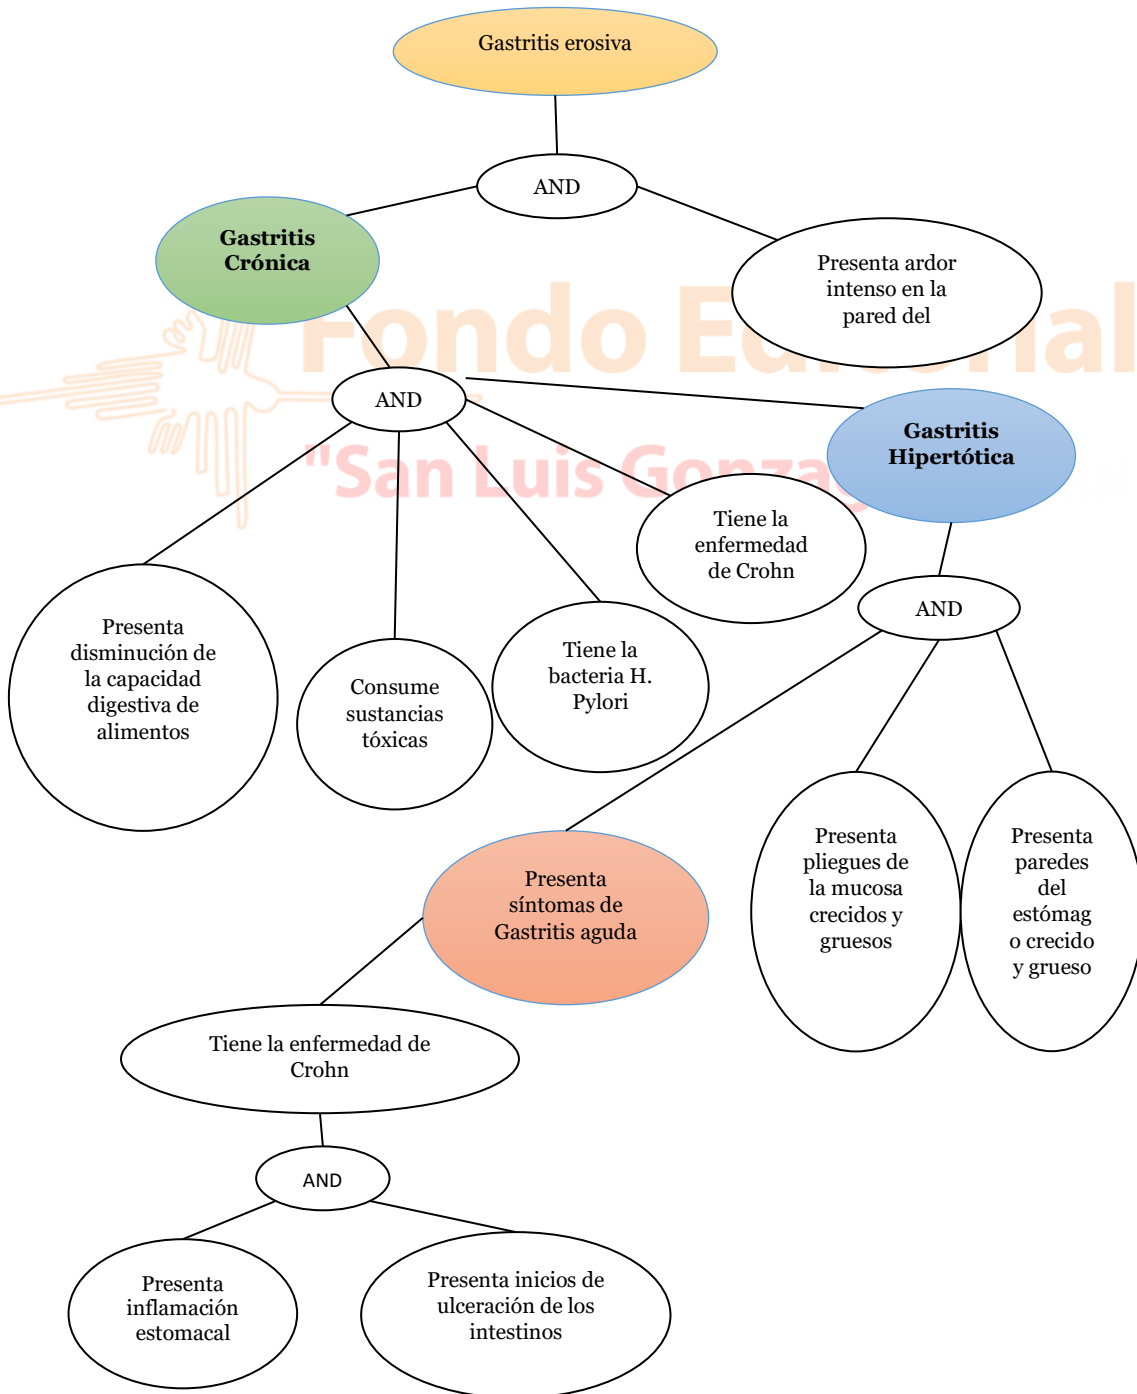 Gastritis erosiva
AND
Gastritis
Crónica
Presenta ardor
intenso en la
pared del
Fondo Editorial
AND
Gastritis
Hipertótica
"San Luis Gonzaga
Tiene la
enfermedad
de Crohn
AND
Presenta
disminución de
la capacidad
digestiva de
alimentos
Consume
sustancias
tóxicas
Tiene la
bacteria H.
Pylori
Presenta
pliegues de
la mucosa
crecidos y
gruesos
Presenta
paredes
del
estómag
o crecido
y grueso
Presenta
síntomas de
Gastritis aguda
Tiene la enfermedad de
Crohn
AND
Presenta
inflamación
estomacal
Presenta inicios de
ulceración de los
intestinos